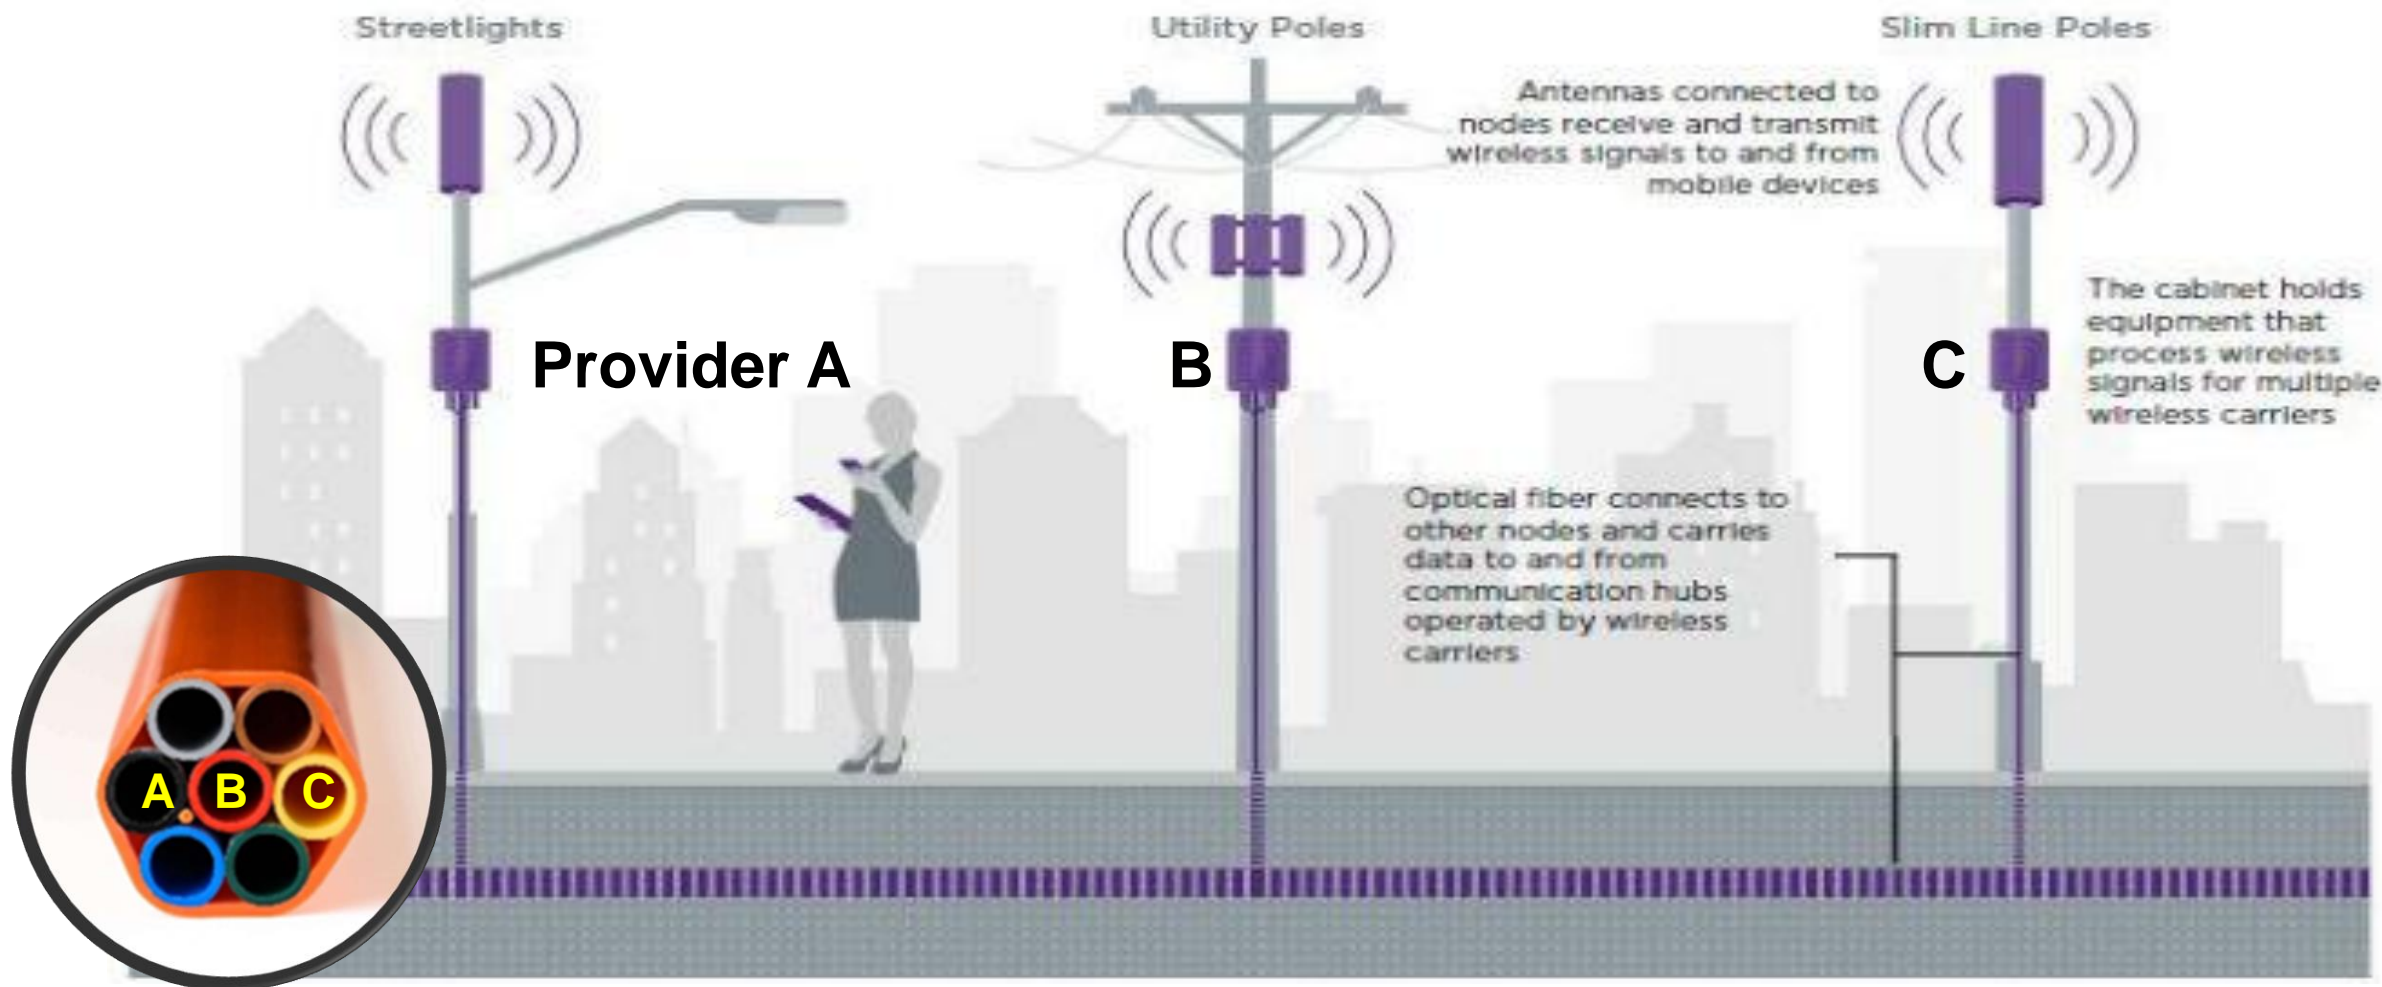 Streetlights
Utility Poles
Slim Line Poles
Antennas connected to
nodes receive and transmit
wireless signals to and from
mobile devices
The cabinet holds
equipment that
process wireless
signals for multiple
wireless carriers
Provider A
B
C
Optical fiber connects to
other nodes and carries
data to and from
communication hubs
operated by wireless
carriers
A
B
C